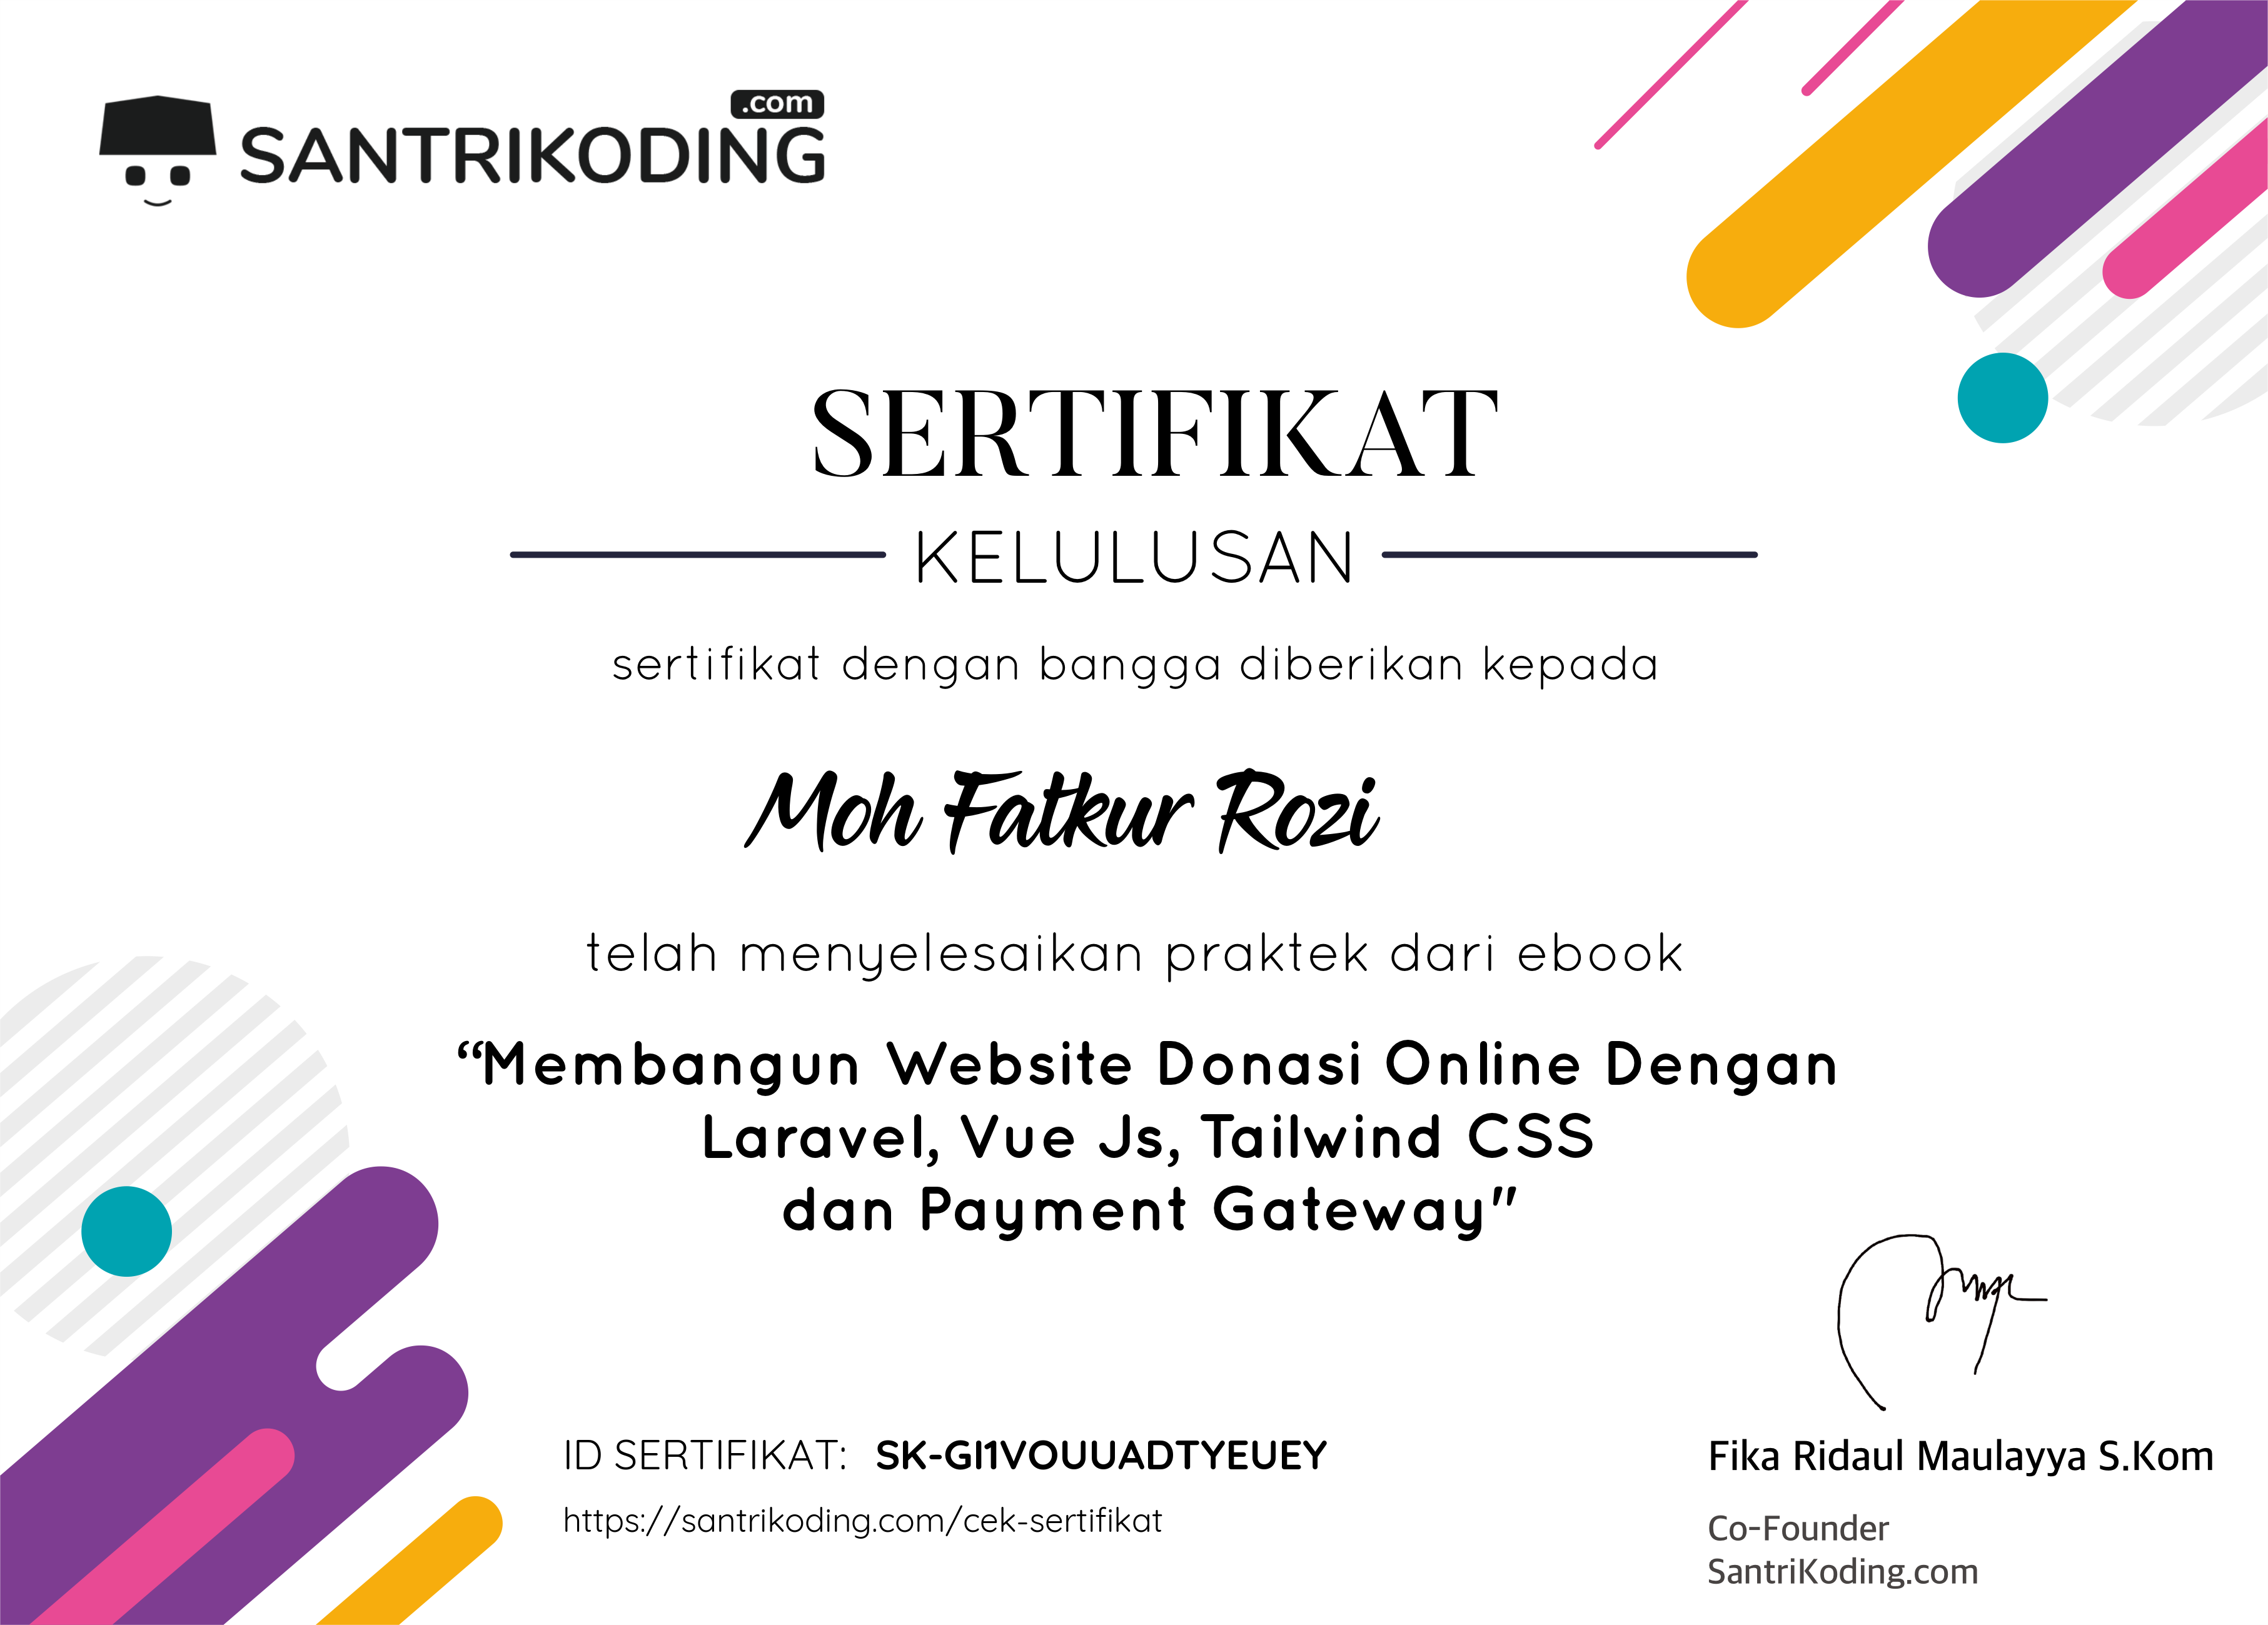 SANTRIKODING
.com
SERTIFIKAT
KELULUSAN
sertifikat dengan bangga diberikan kepada
Moh Fatkur Rozi
telah menyelesaikan praktek dari ebook
“Membangun Website Donasi Online Dengan
Laravel, Vue Js, Tailwind CSS
dan Payment Gateway”
ID SERTIFIKAT: SK-GI1VOUUADTYEUEY
https://santrikoding.com/cek-sertifikat
Fika Ridaul Maulayya S.Kom
Co-Founder
SantriKoding.com